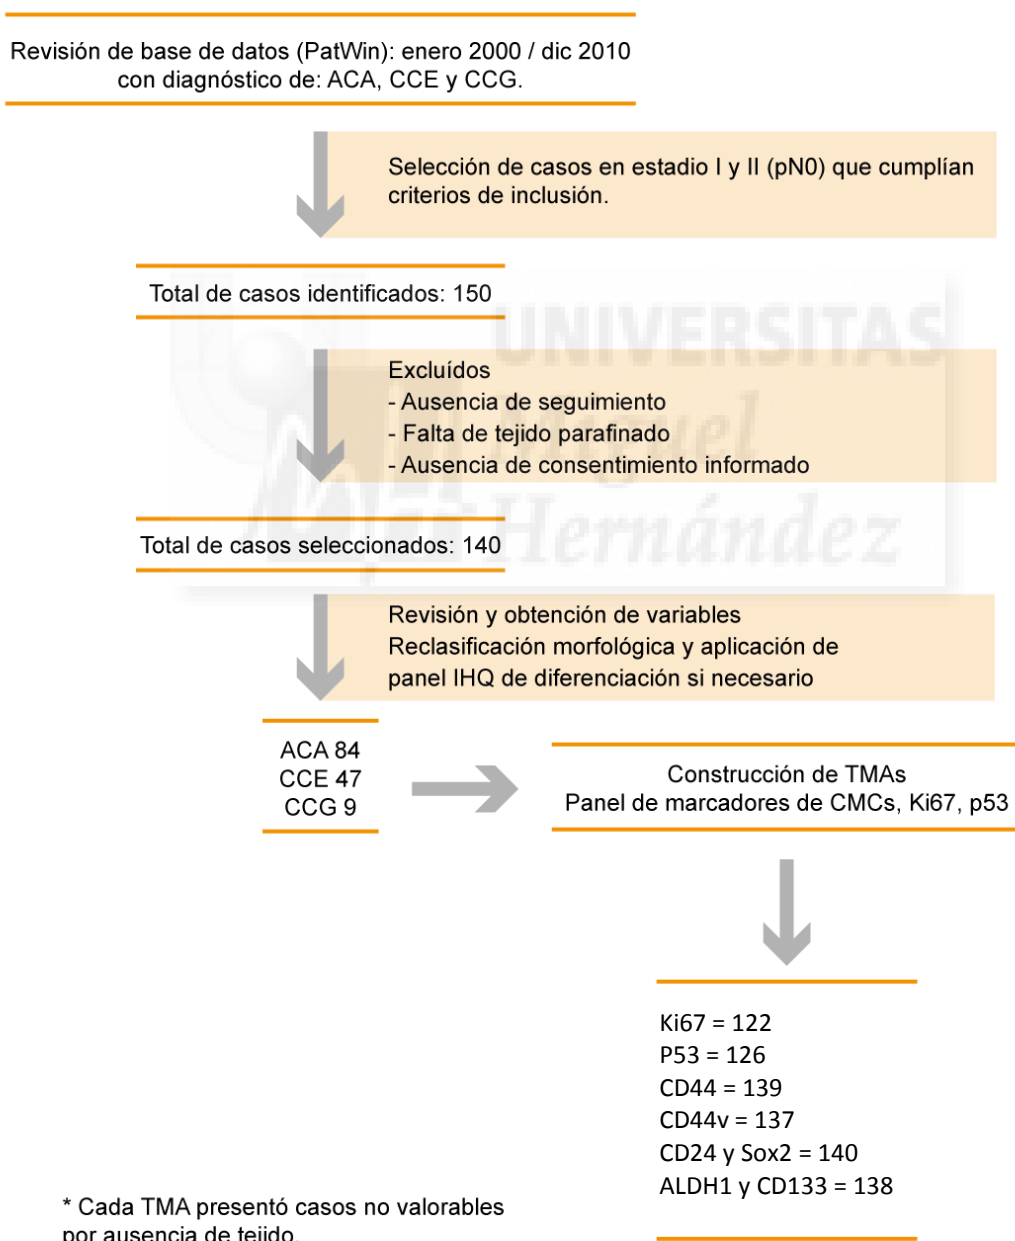 Revisión de base de datos (PatWin): enero 2000 / dic 2010
con diagnóstico de: ACA, CCE y CCG.
Selección de casos en estadio I y II (pN0) que cumplían
criterios de inclusión.
Total de casos identificados: 150
UNIVERSITAS
Miguel
Hernández
Excluídos
- Ausencia de seguimiento
- Falta de tejido parafinado
- Ausencia de consentimiento informado
Total de casos seleccionados: 140
Revisión y obtención de variables
Reclasificación morfológica y aplicación de
panel IHQ de diferenciación si necesario
ACA 84
CCE 47
CCG 9
Construcción de TMAs
Panel de marcadores de CMCs, Ki67, p53
Ki67 = 122
P53 = 126
CD44 = 139
CD44v = 137
CD24 y Sox2 = 140
ALDH1 y CD133 = 138
* Cada TMA presentó casos no valorables
por ausencia de tejido.